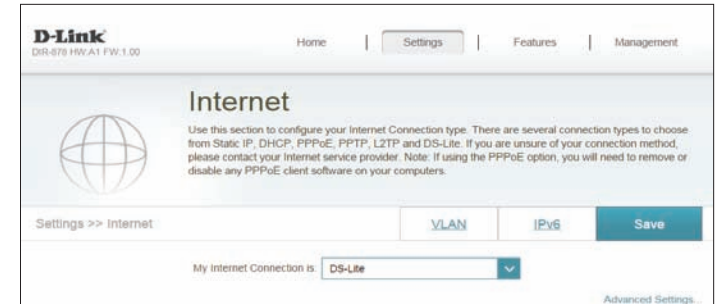 D-Link
DIR-878 HW:A1 FW:1.00
Home | Settings | Features | Management
Internet
Use this section to configure your Internet Connection type. There are several connection types to choose
from Static IP, DHCP, PPPoE, PPTP, L2TP and DS-Lite. If you are unsure of your connection method,
please contact your Internet service provider. Note: If using the PPPoE option, you will need to remove or
disable any PPPoE client software on your computers.
Settings >> Internet VLAN IPv6 Save
My Internet Connection is: DS-Lite
Advanced Settings...